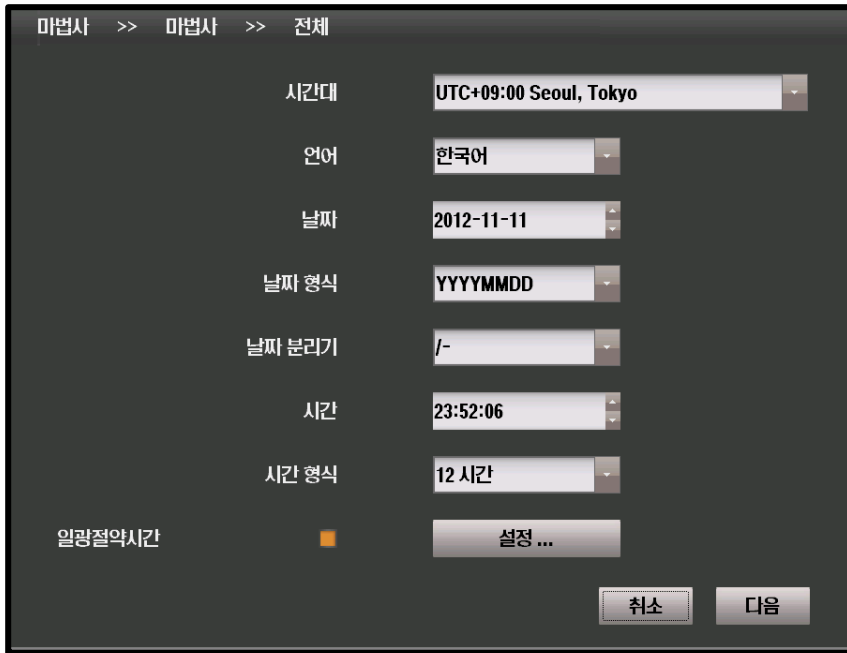 마법사 >> 마법사 >> 전체
시간대 UTC+09:00 Seoul, Tokyo
언어 한국어
날짜 2012-11-11
날짜 형식 YYYYMMDD
날짜 분리기 /-
시간 23:52:06
시간 형식 12 시간
일광절약시간 설정 ...
취소 다음